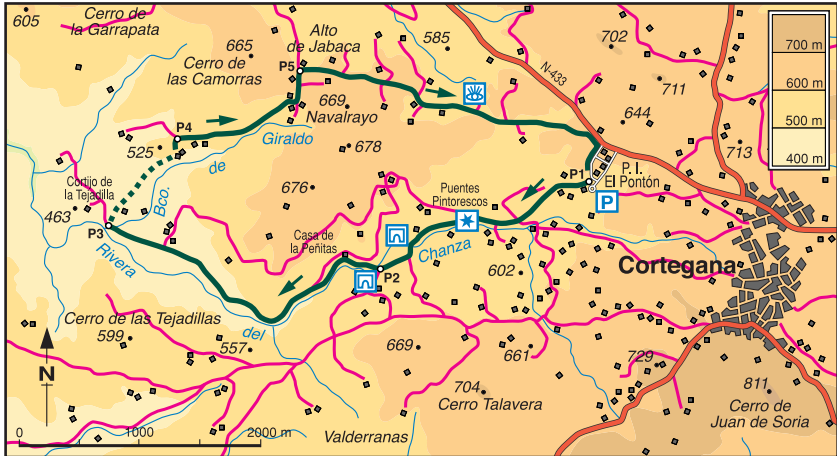 605
Cerro de
la Garrapata
665
Cerro de
las Camorras
Alto
de Jabaca
585
702
700 m
600 m
500 m
400 m
N-433
711
P5
669
Navalrayo
644
P4
Giraldo
678
713
525
de
P1
P. I.
El Pontón
Cortijo de
la Tejadilla
Bco.
676
Puentes
Pintorescos
P
463
P3
Rivera
Casa de
la Peñitas
Chanza
P2
602
Cortegana
Cerro de las Tejadillas
599
557
del
669
661
729
N
704
Cerro Talavera
811
Cerro de
Juan de Soria
0 1000 2000 m
Valderranas